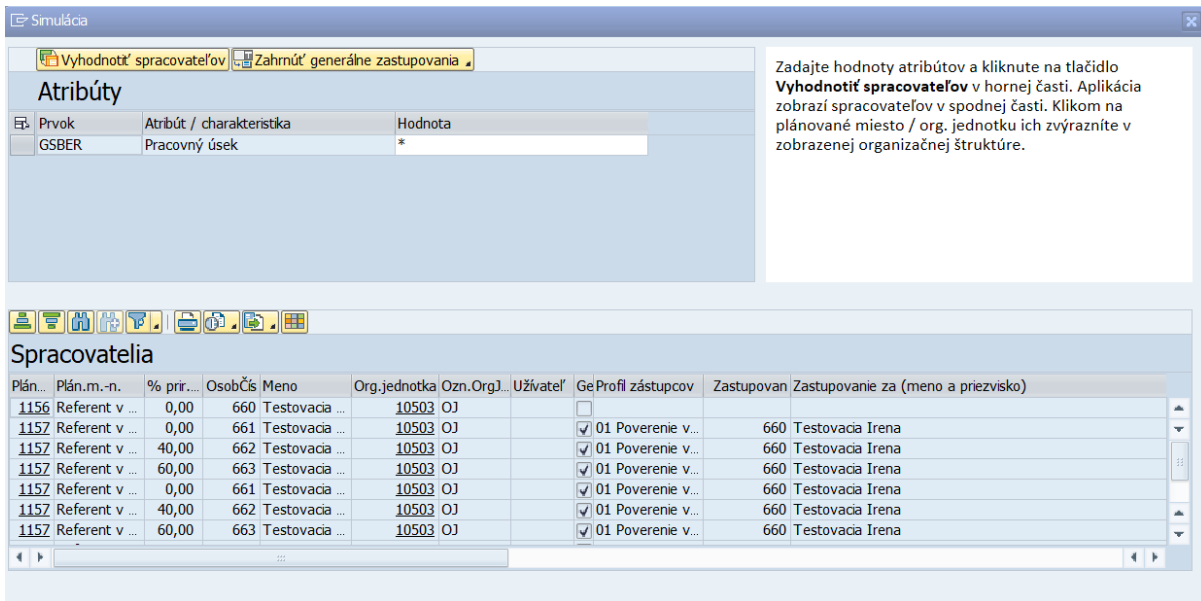 Simulácia
Vyhodnotiť spracovateľov Zahrnúť generálne zastupovania
Atribúty
Prvok Atribút / charakteristika Hodnota
GSBER Pracovný úsek *
Zadajte hodnoty atribútov a kliknute na tlačidlo
Vyhodnotiť spracovateľov v hornej časti. Aplikácia
zobrazí spracovateľov v spodnej časti. Klikom na
plánované miesto / org. jednotku ich zvýrazníte v
zobrazenej organizačnej štruktúre.
Spracovatelia
Plán... Plán.m.-n. % prir.... OsobČís Meno Org.jednotka Ozn.OrgJ... Užívateľ Ge Profil zástupcov Zastupovan Zastupovanie za (meno a priezvisko)
1156 Referent v ... 0,00 660 Testovacia ... 10503 OJ
1157 Referent v ... 0,00 661 Testovacia ... 10503 OJ 01 Poverenie v... 660 Testovacia Irena
1157 Referent v ... 40,00 662 Testovacia ... 10503 OJ 01 Poverenie v... 660 Testovacia Irena
1157 Referent v ... 60,00 663 Testovacia ... 10503 OJ 01 Poverenie v... 660 Testovacia Irena
1157 Referent v ... 0,00 661 Testovacia ... 10503 OJ 01 Poverenie v... 660 Testovacia Irena
1157 Referent v ... 40,00 662 Testovacia ... 10503 OJ 01 Poverenie v... 660 Testovacia Irena
1157 Referent v ... 60,00 663 Testovacia ... 10503 OJ 01 Poverenie v... 660 Testovacia Irena